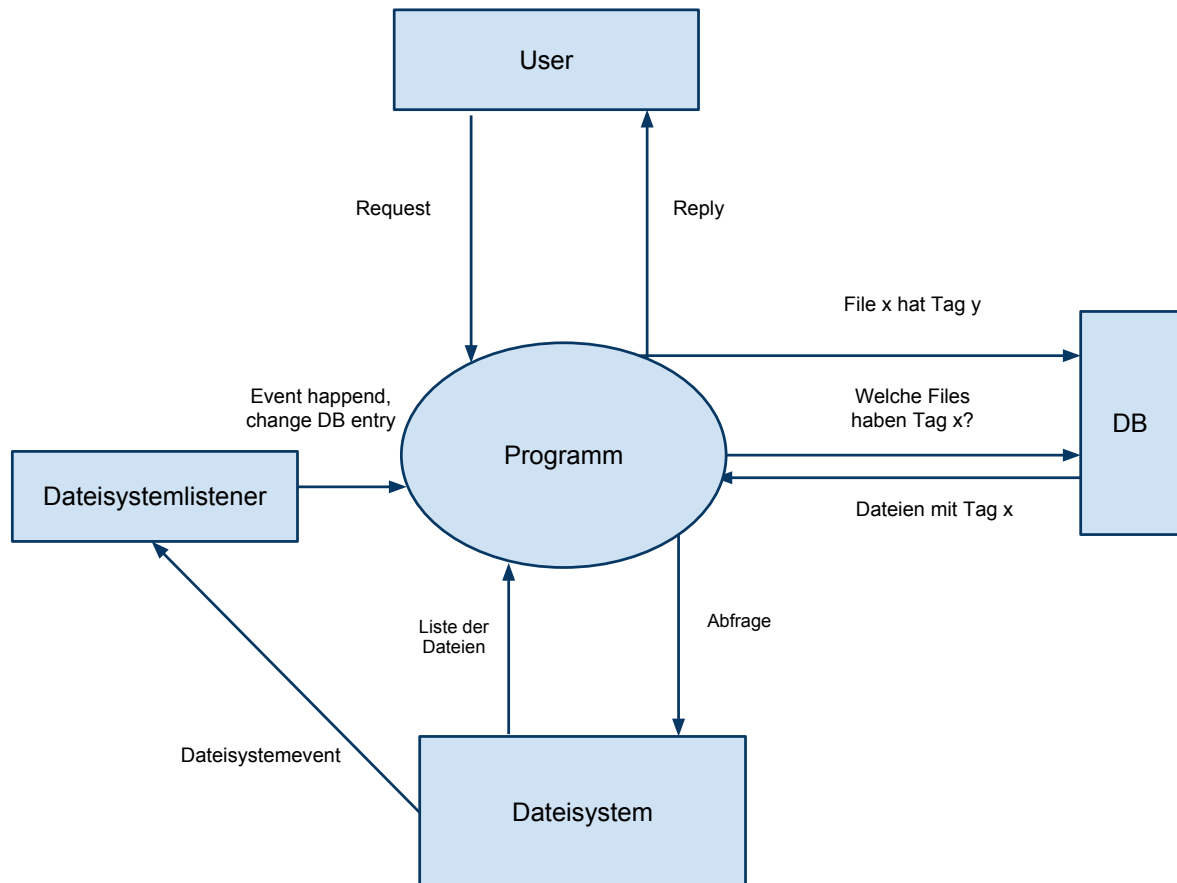 User
Request
Reply
File x hat Tag y
Event happend,
change DB entry
Welche Files
haben Tag x?
DB
Programm
Dateisystemlistener
Dateien mit Tag x
Liste der
Dateien
Abfrage
Dateisystemevent
Dateisystem